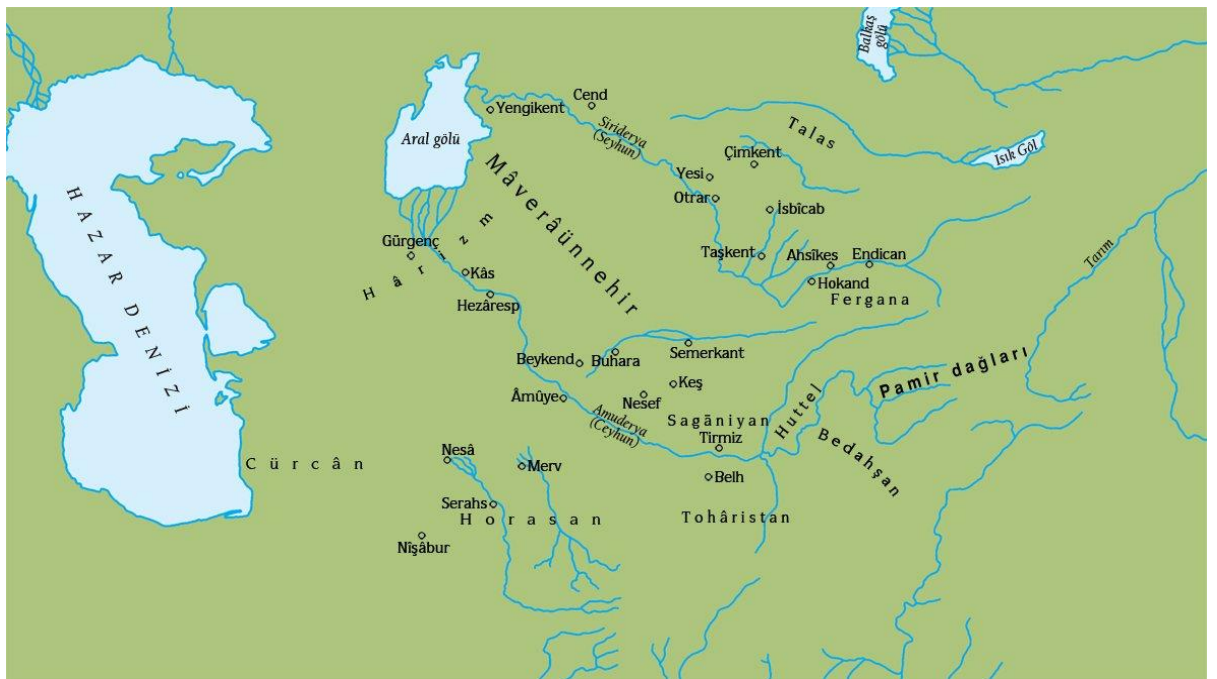 Balkaş
gölü
Cend
Yengikent
Aral gölü
Siriderya
(Seyhun)
Talas
Isık Göl
Çimkent
Yesi
Otrar
İsbîcab
Mâverâünnehir
HAZAR DENİZİ
Hârizm
Gürgenç
Kâs
Hezâresp
Taşkent
Ahsîkes
Endican
Hokand
Fergana
Tarım
Beykend
Buhara
Semerkant
Keş
Nesef
Âmûye
Amuderya
(Ceyhun)
Sagāniyan
Tirmiz
Huttel
Pamir dağları
Bedahşan
Belh
Tohâristan
Cürcân
Nesâ
Merv
Serahs
Horasan
Nîşâbur